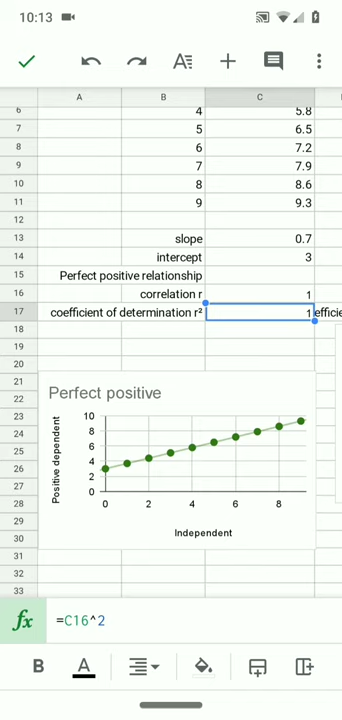 10:13
A B C
6 4 5.8
7 5 6.5
8 6 7.2
9 7 7.9
10 8 8.6
11 9 9.3
12
13 slope 0.7
14 intercept 3
15 Perfect positive relationship
16 correlation r 1
17 coefficient of determination r² 1 effici
18
19
20
21
22
23
24
25
26
27
28
29
30
31
32
33
Perfect positive
Positive dependent
10
8
6
4
2
0
0 2 4 6 8
Independent
fx =C16^2
B A